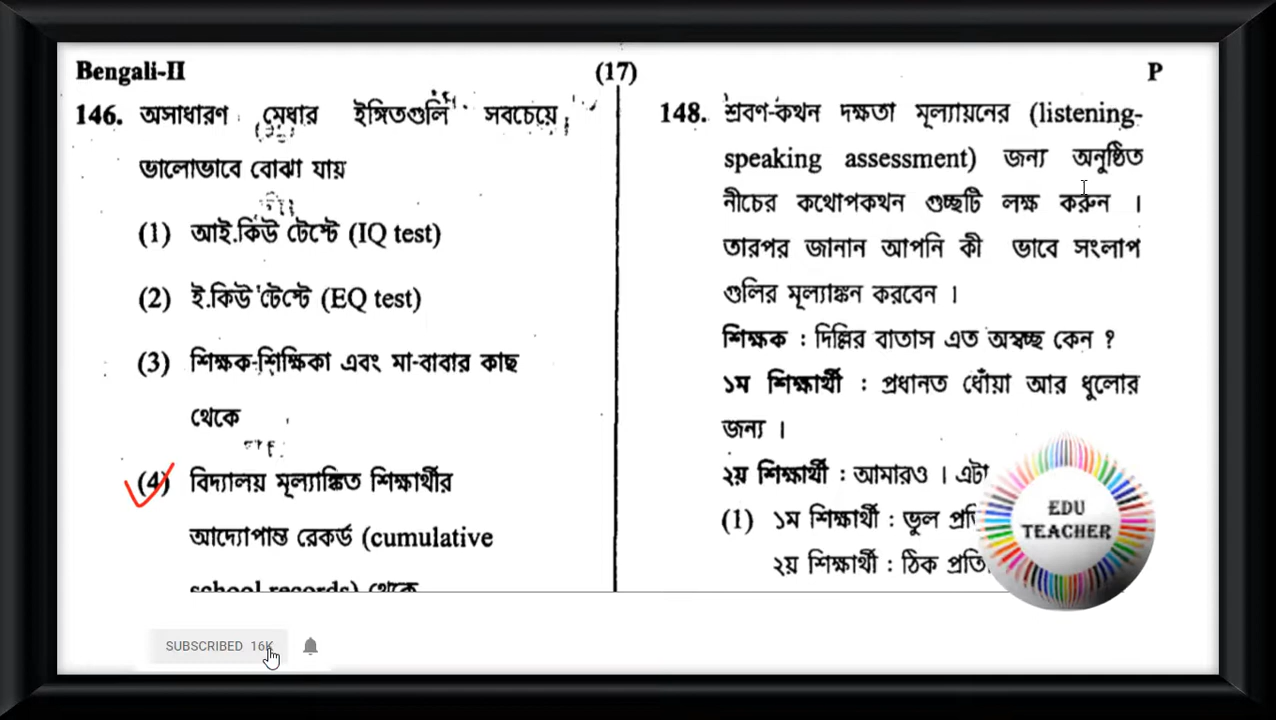 Bengali-II
(17)
P
146. অসাধারণ মেধার ইঙ্গিতগুলি সবচেয়ে
ভালোভাবে বোঝা যায়
(1) আই.কিউ টেস্টে (IQ test)
(2) ই.কিউ টেস্টে (EQ test)
(3) শিক্ষক-শিক্ষিকা এবং মা-বাবার কাছ
থেকে
(4) বিদ্যালয় মূল্যাঙ্কিত শিক্ষার্থীর
আদ্যোপান্ত রেকর্ড (cumulative
school records) থেকে
148. শ্রবণ-কথন দক্ষতা মূল্যায়নের (listening-
speaking assessment) জন্য অনুষ্ঠিত
নীচের কথোপকথন গুচ্ছটি লক্ষ করুন ।
তারপর জানান আপনি কী ভাবে সংলাপ
গুলির মূল্যাঙ্কন করবেন ।
শিক্ষক : দিল্লির বাতাস এত অস্বচ্ছ কেন ?
১ম শিক্ষার্থী : প্রধানত ধোঁয়া আর ধুলোর
জন্য ।
২য় শিক্ষার্থী : আমারও । এটা
(1) ১ম শিক্ষার্থী : ভুল
২য় শিক্ষার্থী : ঠিক
EDU
TEACHER
SUBSCRIBED 16K